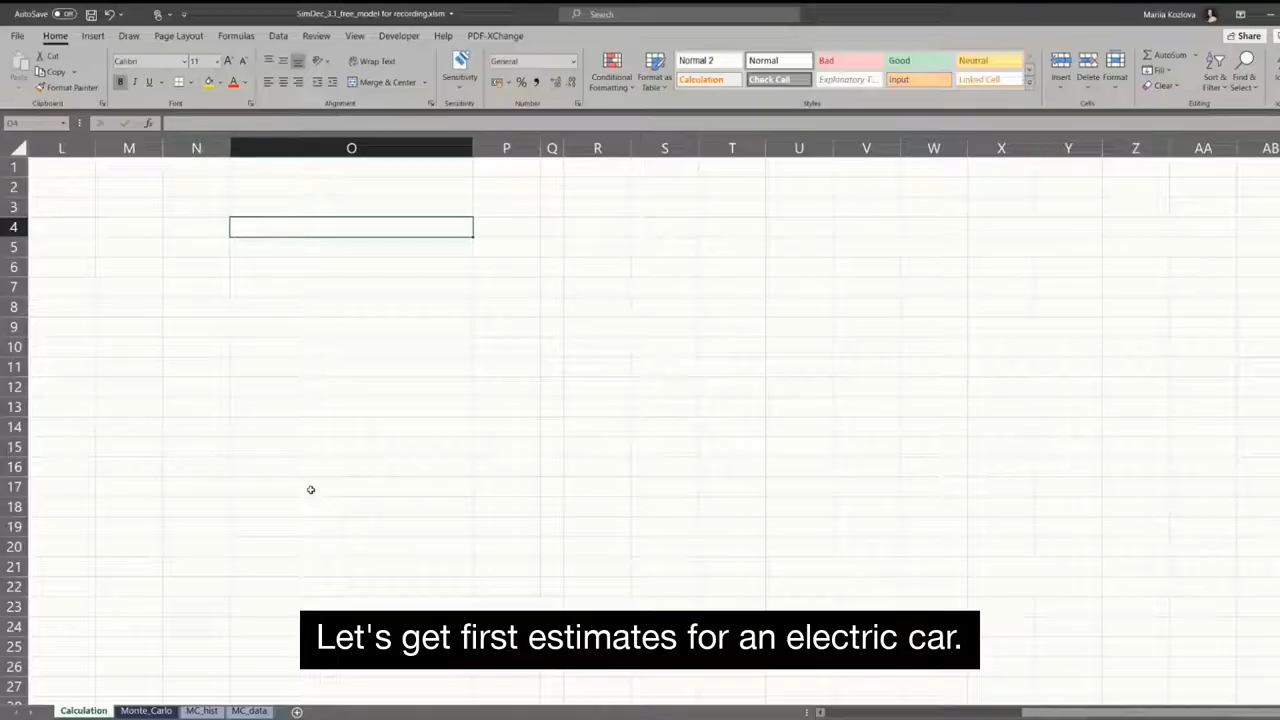 AutoSave Off SimDec_3.1_tree_model for recording.xlsm Search Mariia Kozlova
File Home Insert Draw Page Layout Formulas Data Review View Developer Help PDF-XChange Share
Cut Calibri 11 Wrap Text General Normal 2 Normal Bad Good Neutral AutoSum
Copy Fill
Paste Format Painter Merge & Center Sensitivity Conditional Formatting Format as Table Calculation Check Cell Explanatory T... Input Linked Cell Insert Delete Format Clear Sort & Filter Find & Select
Clipboard Font Alignment Sensitivity Number Styles Cells Editing
O4 fx
L M N O P Q R S T U V W X Y Z AA AB
1
2
3
4
5
6
7
8
9
10
11
12
13
14
15
16
17
18
19
20
21
22
23
24
25
26
27
Let's get first estimates for an electric car.
Calculation Monte_Carlo MC_hist MC_data